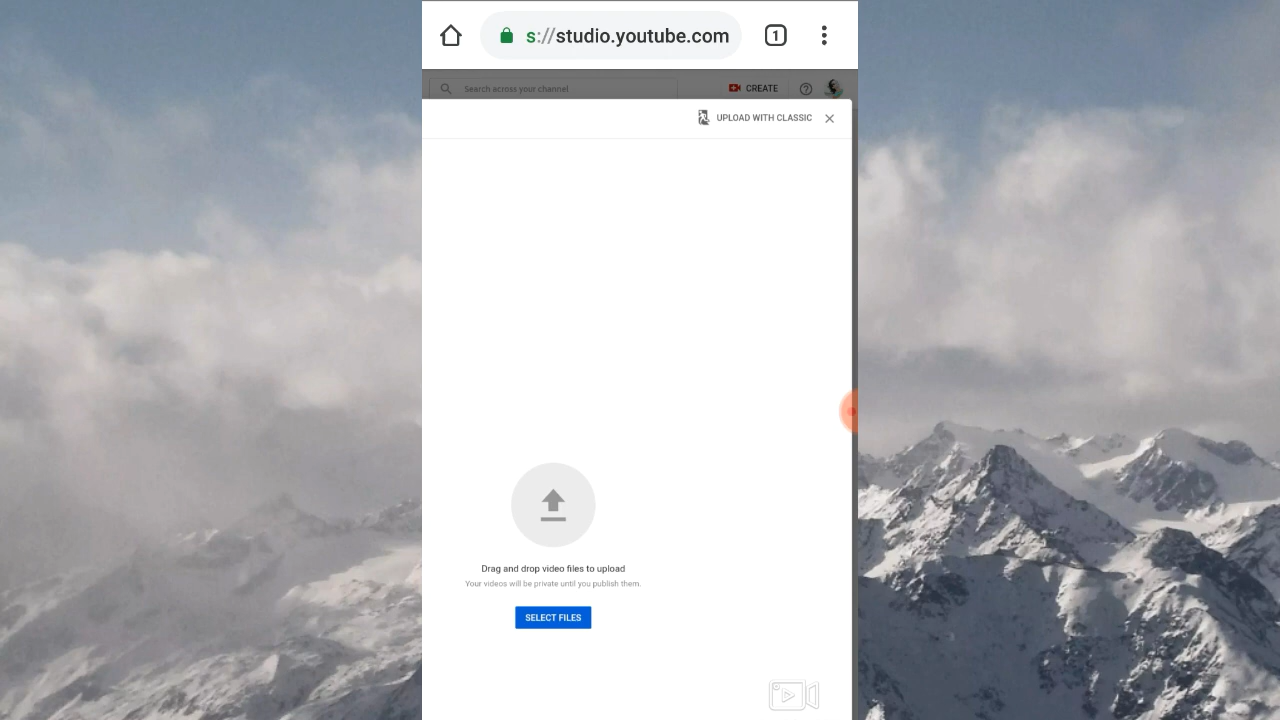 s://studio.youtube.com
1
Search across your channel
CREATE
UPLOAD WITH CLASSIC
Drag and drop video files to upload
Your videos will be private until you publish them.
SELECT FILES